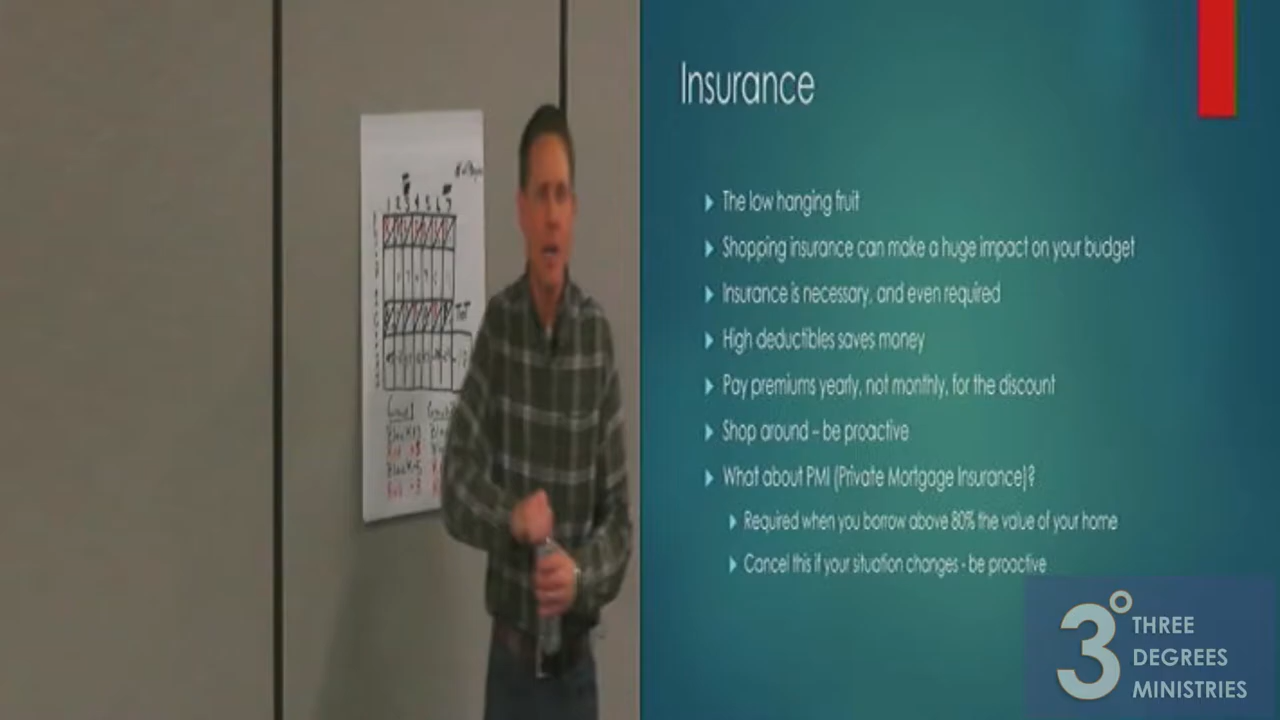 Insurance
The low hanging fruit
Shopping insurance can make a huge impact on your budget
Insurance is necessary, and even required
High deductibles saves money
Pay premiums yearly, not monthly, for the discount
Shop around – be proactive
What about PMI (Private Mortgage Insurance)?
Required when you borrow above 80% the value of your home
Cancel this if your situation changes - be proactive
3° THREE
DEGREES
MINISTRIES